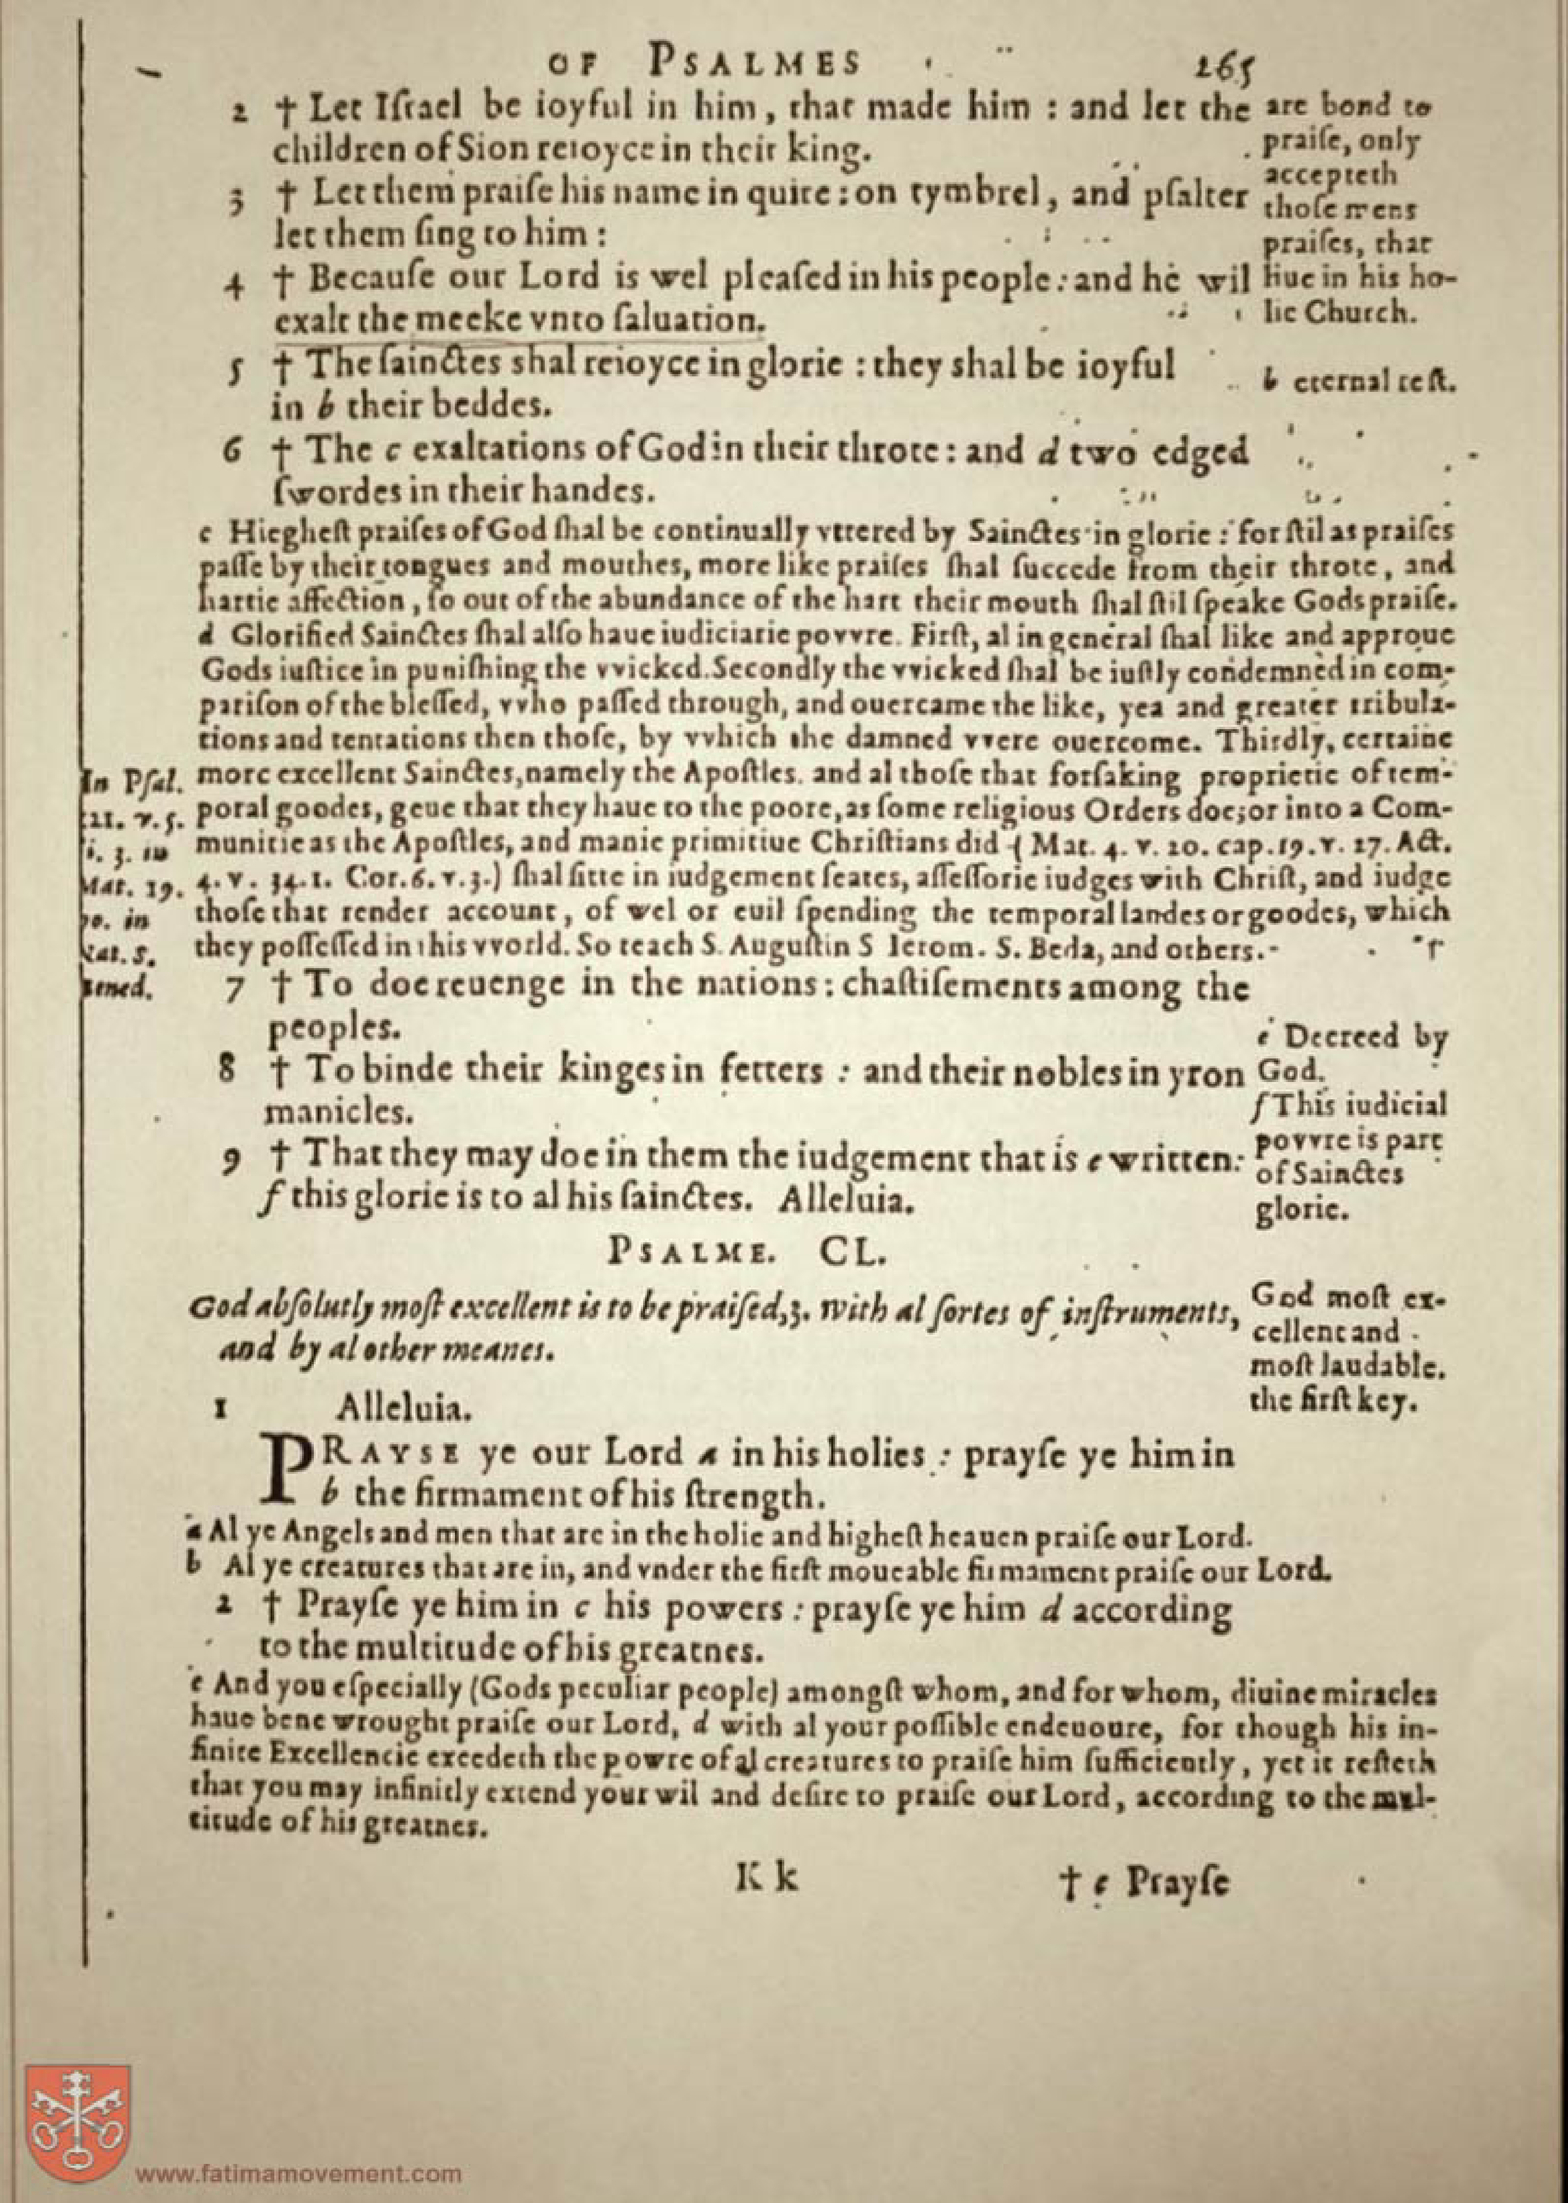 OF PSALMES 265
2 † Let Iſrael be ioyful in him, that made him : and let the
children of Sion reioyce in their king.
3 † Let them praiſe his name in quire : on tymbrel, and pſalter
let them ſing to him :
4 † Becauſe our Lord is wel pleaſed in his people : and he wil
exalt the meeke vnto ſaluation.
are bond to
praiſe, only
accepteth
thoſe mens
praiſes, that
liue in his ho-
lie Church.
5 † The ſainctes shal reioyce in glorie : they shal be ioyful
in b their beddes.
b eternal reſt.
6 † The c exaltations of God in their throte : and d two edged
ſwordes in their handes.
c Hiegheſt praiſes of God ſhal be continually vttered by Sainctes in glorie : for ſtil as praiſes
paſſe by their tongues and mouthes, more like praiſes ſhal ſuccede from their throte, and
hartie affection, ſo out of the abundance of the hart their mouth ſhal ſtil ſpeake Gods praiſe.
d Glorified Sainctes ſhal alſo haue iudiciarie povvre. Firſt, al in general ſhal like and approue
Gods iuſtice in puniſhing the vvicked. Secondly the vvicked ſhal be iuſtly condemned in com-
pariſon of the bleſſed, vvho paſſed through, and ouercame the like, yea and greater tribula-
tions and tentations then thoſe, by vvhich the damned vvere ouercome. Thirdly, certaine
more excellent Sainctes, namely the Apoſtles. and al thoſe that forſaking proprietie of tem-
poral goodes, geue that they haue to the poore, as ſome religious Orders doe; or into a Com-
munitie as the Apoſtles, and manie primitiue Chriſtians did ( Mat. 4. v. 20. cap. 19. v. 27. Act.
4. v. 34. 1. Cor. 6. v. 3.) ſhal ſitte in iudgement ſeates, aſſeſſorie iudges with Chriſt, and iudge
thoſe that render account, of wel or euil ſpending the temporal landes or goodes, which
they poſſeſſed in this vvorld. So teach S. Auguſtin S Ierom. S. Beda, and others.
In Pſal.
121. v. 5.
li. 3. in
Mat. 19.
ho. in
Nat. S.
Bened.
7 † To doe reuenge in the nations : chaſtiſements among the
peoples.
8 † To binde their kinges in fetters : and their nobles in yron
manicles.
9 † That they may doe in them the iudgement that is e written:
f this glorie is to al his ſainctes. Alleluia.
e Decreed by
God.
f This iudicial
povvre is part
of Sainctes
glorie.
PSALME. CL.
God abſolutly moſt excellent is to be praiſed, 3. with al ſortes of inſtruments,
and by al other meanes.
God moſt ex-
cellent and
moſt laudable.
the firſt key.
1 Alleluia.
PRAYSE ye our Lord a in his holies : prayſe ye him in
b the firmament of his ſtrength.
a Al ye Angels and men that are in the holie and higheſt heauen praiſe our Lord.
b Al ye creatures that are in, and vnder the firſt moueable firmament praiſe our Lord.
2 † Prayſe ye him in c his powers : prayſe ye him d according
to the multitude of his greatnes.
c And you eſpecially (Gods peculiar people) amongſt whom, and for whom, diuine miracles
haue bene wrought praiſe our Lord, d with al your poſſible endeuoure, for though his in-
finite Excellencie excedeth the powre of al creatures to praiſe him ſufficiently, yet it reſteth
that you may infinitly extend your wil and deſire to praiſe our Lord, according to the mul-
titude of his greatnes.
K k † e Prayſe
www.fatimamovement.com